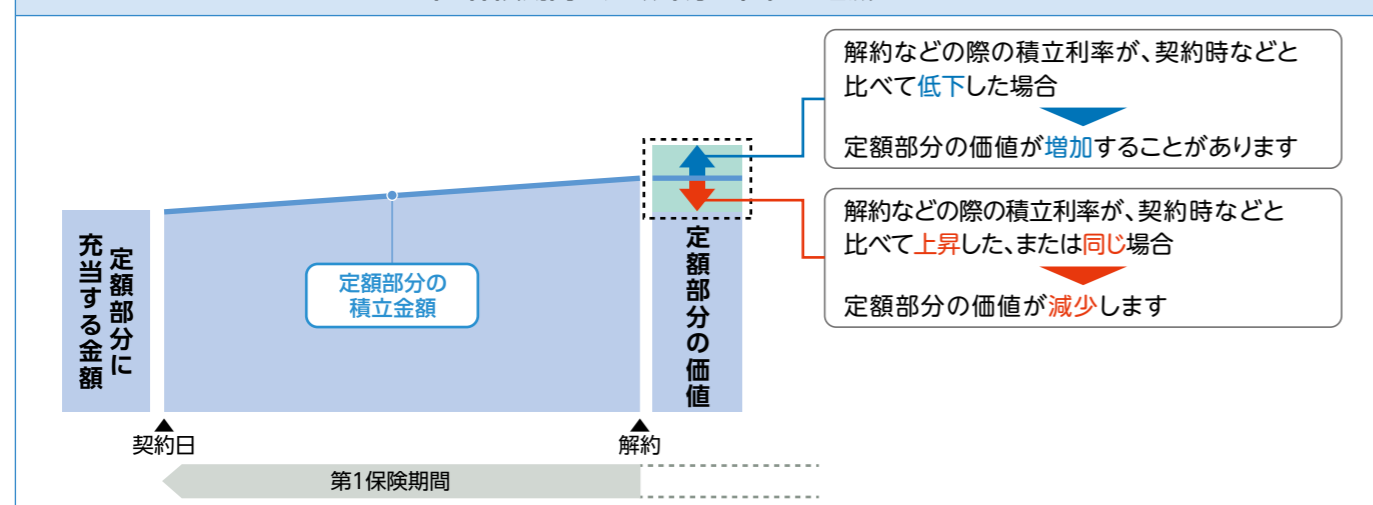 解約などの際の積立利率が、契約時などと
比べて低下した場合
定額部分の価値が増加することがあります
解約などの際の積立利率が、契約時などと
比べて上昇した、または同じ場合
定額部分の価値が減少します
定額部分に
充当する金額
定額部分の
積立金額
定額部分の価値
契約日
解約
第1保険期間